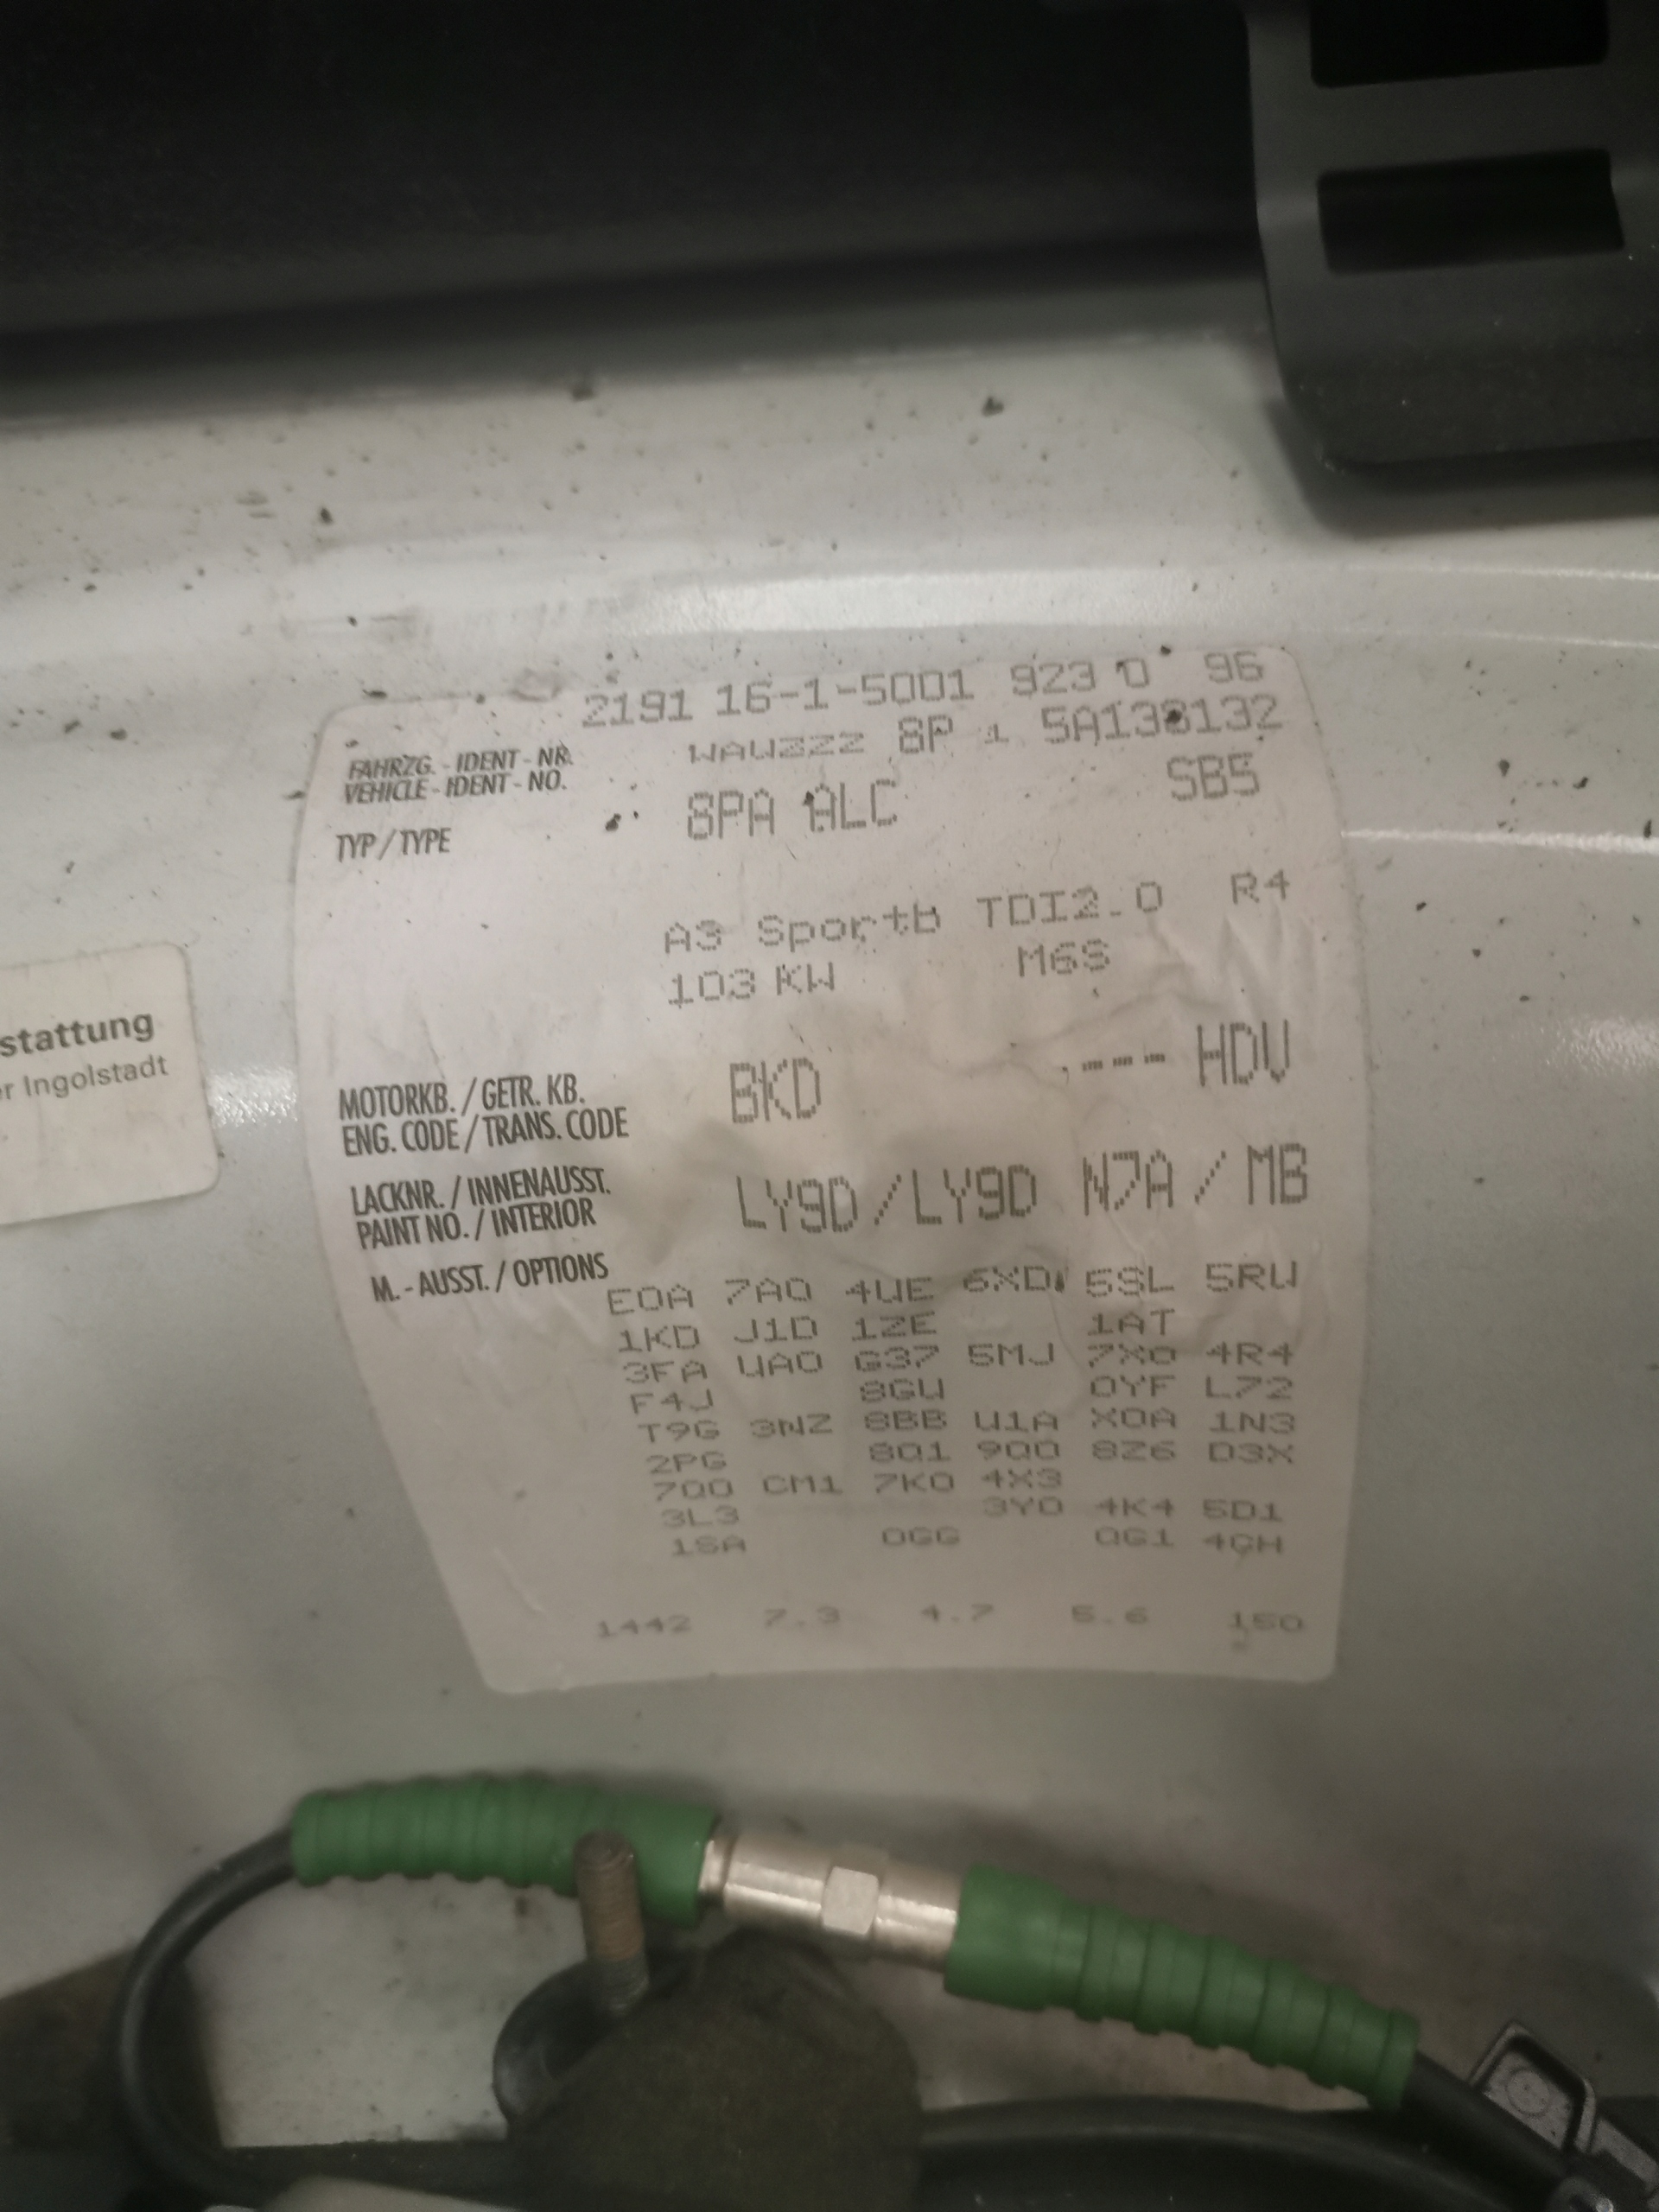 2191 16-1-5001 923 0 96
FAHRZG. - IDENT - NR.
VEHICLE - IDENT - NO.
WAUZZZ 8P 1 5A138132
TYP / TYPE
8PA ALC SB5
A3 Sportb TDI2.0 R4
103 KW M6S
MOTORKB. / GETR. KB.
ENG. CODE / TRANS. CODE
BKD --- HDV
LACKNR. / INNENAUSST.
PAINT NO. / INTERIOR
LY9D / LY9D N7A / MB
M. - AUSST. / OPTIONS
E0A 7A0 4UE 6XD 5SL 5RU
1KD J1D 1ZE 1AT
3FA UA0 G37 5MJ 7X0 4R4
F4J 8GU 0YF L72
T9G 3NZ 8BB U1A X0A 1N3
2PG 8Q1 9Q0 8Z6 D3X
7Q0 CM1 7K0 4X3
3L3 3Y0 4K4 5D1
1SA 0GG QG1 4GH
1442 7.3 4.7 5.6 150
stattung
r Ingolstadt